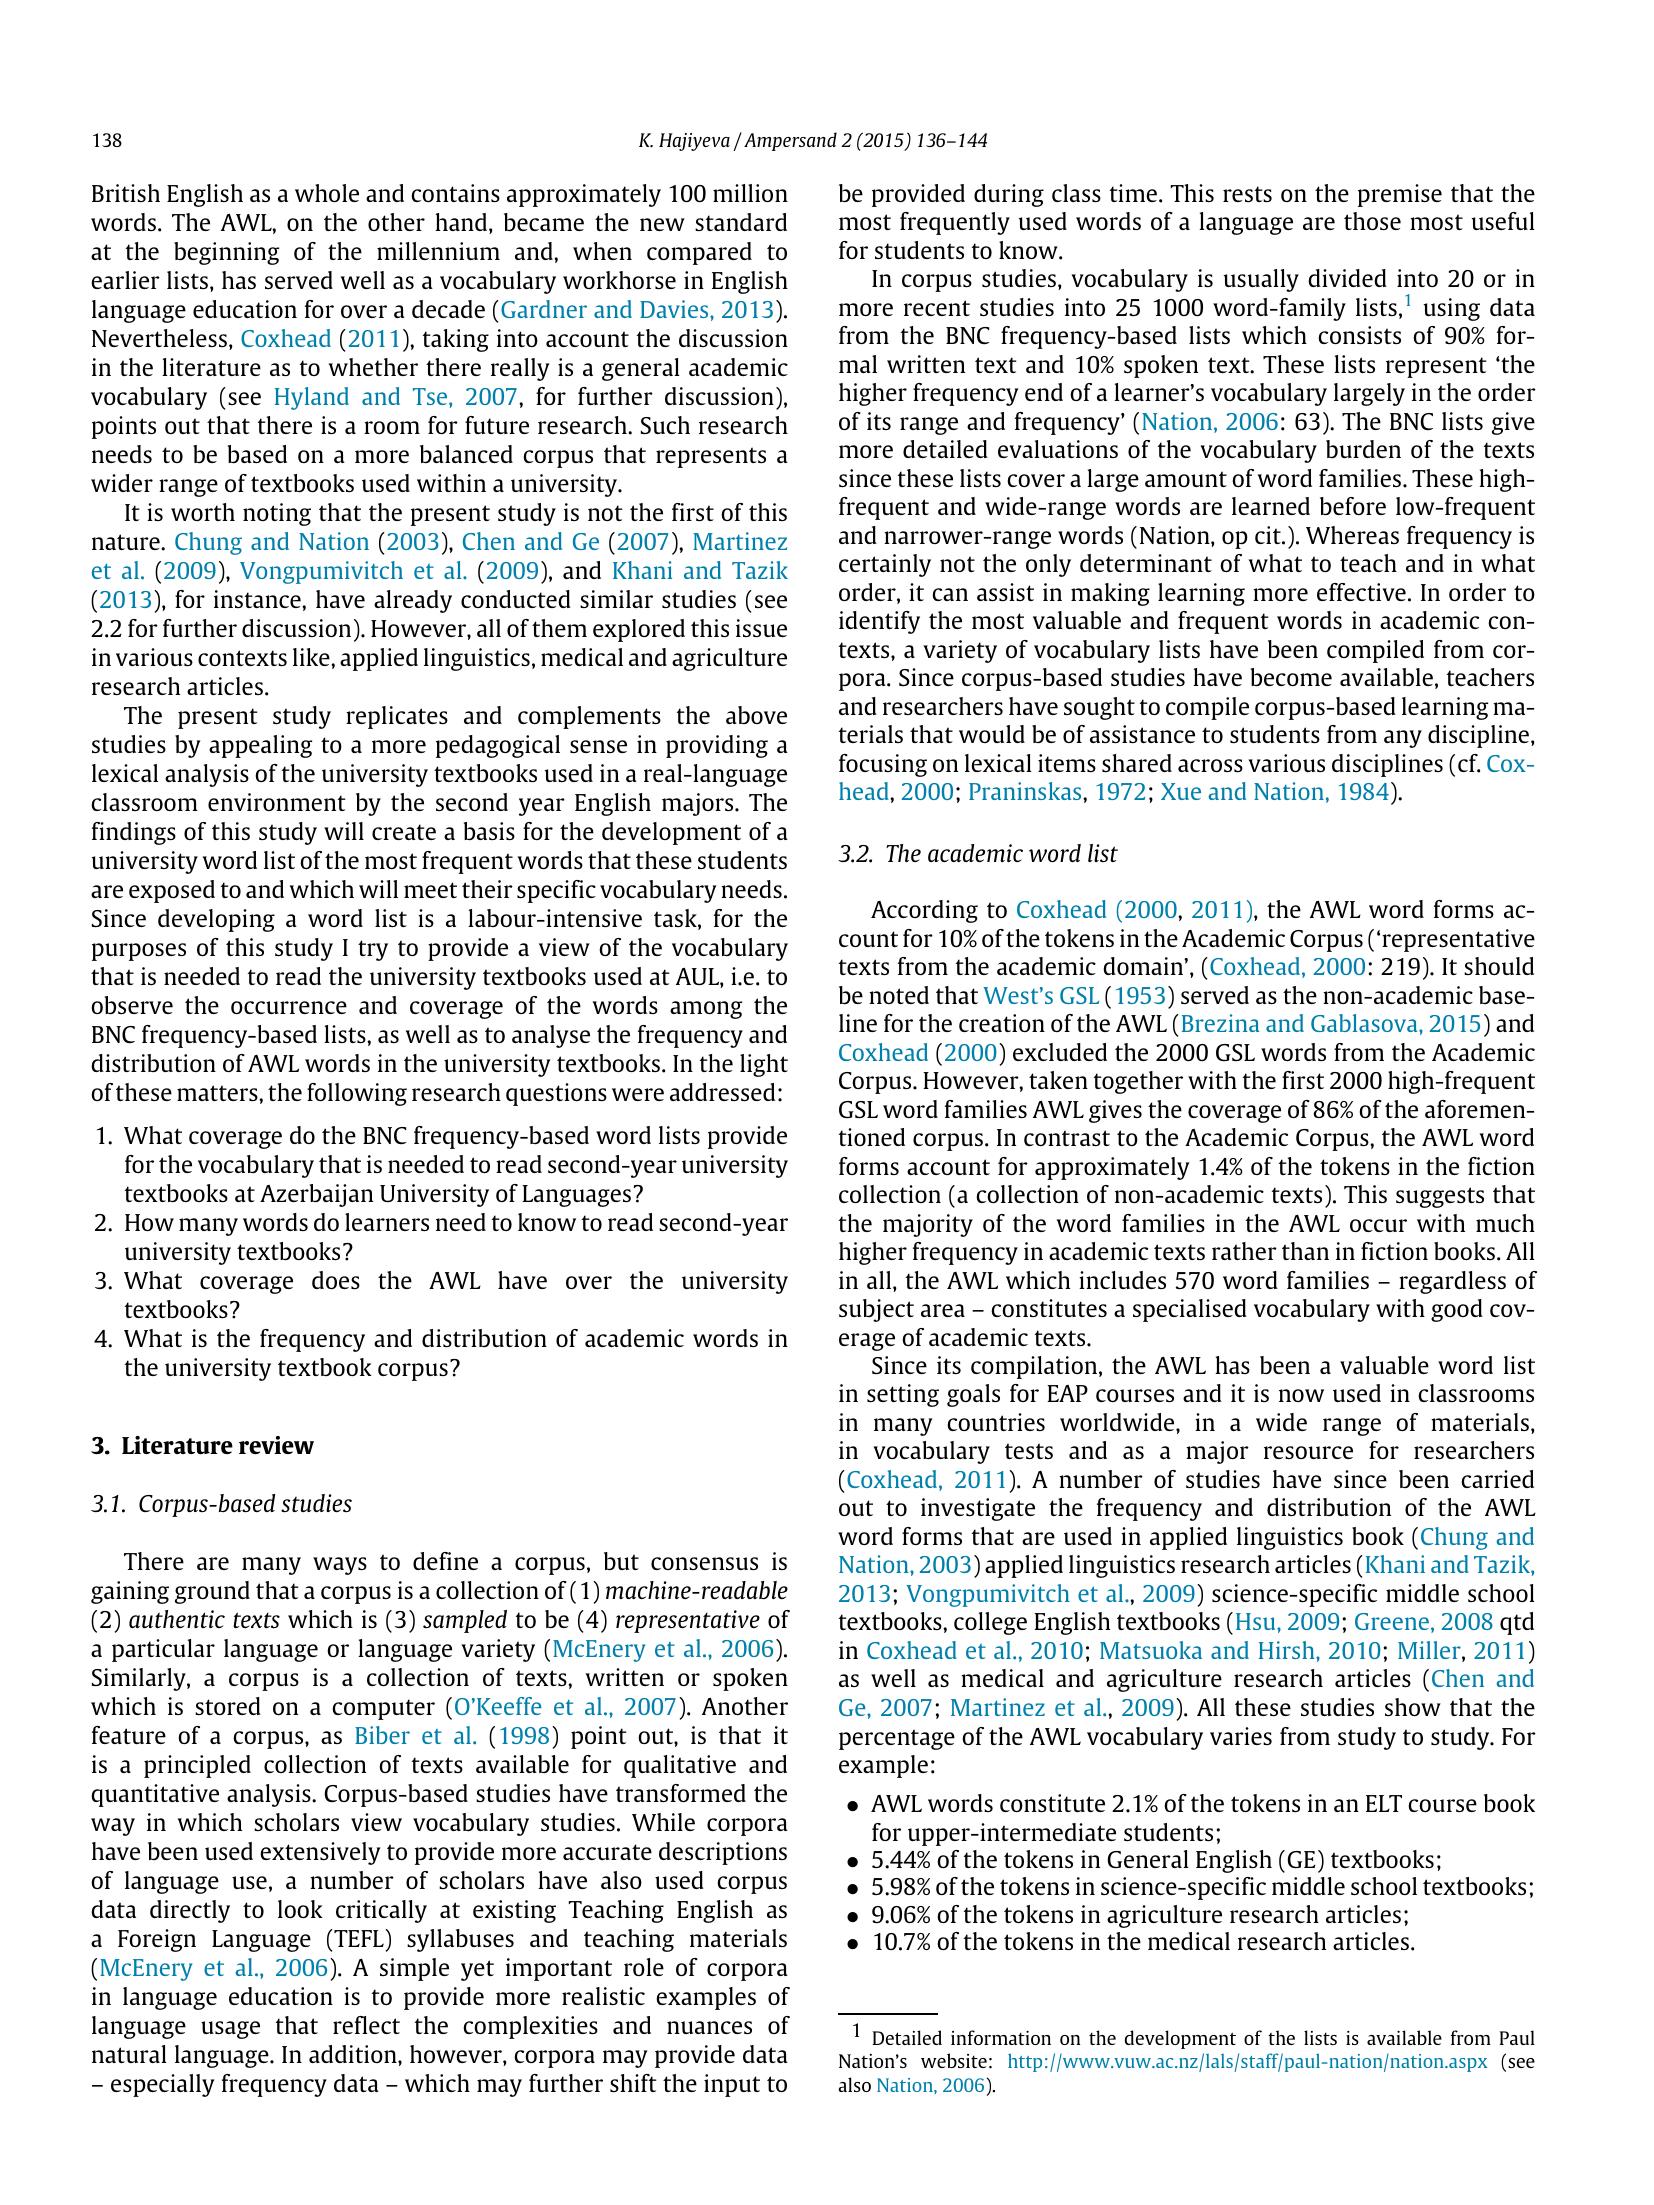 138
K. Hajiyeva / Ampersand 2 (2015) 136–144
British English as a whole and contains approximately 100 million
words. The AWL, on the other hand, became the new standard
at the beginning of the millennium and, when compared to
earlier lists, has served well as a vocabulary workhorse in English
language education for over a decade (Gardner and Davies, 2013).
Nevertheless, Coxhead (2011), taking into account the discussion
in the literature as to whether there really is a general academic
vocabulary (see Hyland and Tse, 2007, for further discussion),
points out that there is a room for future research. Such research
needs to be based on a more balanced corpus that represents a
wider range of textbooks used within a university.
It is worth noting that the present study is not the first of this
nature. Chung and Nation (2003), Chen and Ge (2007), Martinez
et al. (2009), Vongpumivitch et al. (2009), and Khani and Tazik
(2013), for instance, have already conducted similar studies (see
2.2 for further discussion). However, all of them explored this issue
in various contexts like, applied linguistics, medical and agriculture
research articles.
The present study replicates and complements the above
studies by appealing to a more pedagogical sense in providing a
lexical analysis of the university textbooks used in a real-language
classroom environment by the second year English majors. The
findings of this study will create a basis for the development of a
university word list of the most frequent words that these students
are exposed to and which will meet their specific vocabulary needs.
Since developing a word list is a labour-intensive task, for the
purposes of this study I try to provide a view of the vocabulary
that is needed to read the university textbooks used at AUL, i.e. to
observe the occurrence and coverage of the words among the
BNC frequency-based lists, as well as to analyse the frequency and
distribution of AWL words in the university textbooks. In the light
of these matters, the following research questions were addressed:
1. What coverage do the BNC frequency-based word lists provide
for the vocabulary that is needed to read second-year university
textbooks at Azerbaijan University of Languages?
2. How many words do learners need to know to read second-year
university textbooks?
3. What coverage does the AWL have over the university
textbooks?
4. What is the frequency and distribution of academic words in
the university textbook corpus?
3. Literature review
3.1. Corpus-based studies
There are many ways to define a corpus, but consensus is
gaining ground that a corpus is a collection of (1) machine-readable
(2) authentic texts which is (3) sampled to be (4) representative of
a particular language or language variety (McEnery et al., 2006).
Similarly, a corpus is a collection of texts, written or spoken
which is stored on a computer (O'Keeffe et al., 2007). Another
feature of a corpus, as Biber et al. (1998) point out, is that it
is a principled collection of texts available for qualitative and
quantitative analysis. Corpus-based studies have transformed the
way in which scholars view vocabulary studies. While corpora
have been used extensively to provide more accurate descriptions
of language use, a number of scholars have also used corpus
data directly to look critically at existing Teaching English as
a Foreign Language (TEFL) syllabuses and teaching materials
(McEnery et al., 2006). A simple yet important role of corpora
in language education is to provide more realistic examples of
language usage that reflect the complexities and nuances of
natural language. In addition, however, corpora may provide data
– especially frequency data – which may further shift the input to
be provided during class time. This rests on the premise that the
most frequently used words of a language are those most useful
for students to know.
In corpus studies, vocabulary is usually divided into 20 or in
more recent studies into 25 1000 word-family lists,1 using data
from the BNC frequency-based lists which consists of 90% for-
mal written text and 10% spoken text. These lists represent ‘the
higher frequency end of a learner's vocabulary largely in the order
of its range and frequency’ (Nation, 2006: 63). The BNC lists give
more detailed evaluations of the vocabulary burden of the texts
since these lists cover a large amount of word families. These high-
frequent and wide-range words are learned before low-frequent
and narrower-range words (Nation, op cit.). Whereas frequency is
certainly not the only determinant of what to teach and in what
order, it can assist in making learning more effective. In order to
identify the most valuable and frequent words in academic con-
texts, a variety of vocabulary lists have been compiled from cor-
pora. Since corpus-based studies have become available, teachers
and researchers have sought to compile corpus-based learning ma-
terials that would be of assistance to students from any discipline,
focusing on lexical items shared across various disciplines (cf. Cox-
head, 2000; Praninskas, 1972; Xue and Nation, 1984).
3.2. The academic word list
According to Coxhead (2000, 2011), the AWL word forms ac-
count for 10% of the tokens in the Academic Corpus (‘representative
texts from the academic domain’, (Coxhead, 2000: 219). It should
be noted that West's GSL (1953) served as the non-academic base-
line for the creation of the AWL (Brezina and Gablasova, 2015) and
Coxhead (2000) excluded the 2000 GSL words from the Academic
Corpus. However, taken together with the first 2000 high-frequent
GSL word families AWL gives the coverage of 86% of the aforemen-
tioned corpus. In contrast to the Academic Corpus, the AWL word
forms account for approximately 1.4% of the tokens in the fiction
collection (a collection of non-academic texts). This suggests that
the majority of the word families in the AWL occur with much
higher frequency in academic texts rather than in fiction books. All
in all, the AWL which includes 570 word families – regardless of
subject area – constitutes a specialised vocabulary with good cov-
erage of academic texts.
Since its compilation, the AWL has been a valuable word list
in setting goals for EAP courses and it is now used in classrooms
in many countries worldwide, in a wide range of materials,
in vocabulary tests and as a major resource for researchers
(Coxhead, 2011). A number of studies have since been carried
out to investigate the frequency and distribution of the AWL
word forms that are used in applied linguistics book (Chung and
Nation, 2003) applied linguistics research articles (Khani and Tazik,
2013; Vongpumivitch et al., 2009) science-specific middle school
textbooks, college English textbooks (Hsu, 2009; Greene, 2008 qtd
in Coxhead et al., 2010; Matsuoka and Hirsh, 2010; Miller, 2011)
as well as medical and agriculture research articles (Chen and
Ge, 2007; Martinez et al., 2009). All these studies show that the
percentage of the AWL vocabulary varies from study to study. For
example:
• AWL words constitute 2.1% of the tokens in an ELT course book
for upper-intermediate students;
• 5.44% of the tokens in General English (GE) textbooks;
• 5.98% of the tokens in science-specific middle school textbooks;
• 9.06% of the tokens in agriculture research articles;
• 10.7% of the tokens in the medical research articles.
1 Detailed information on the development of the lists is available from Paul
Nation's website: http://www.vuw.ac.nz/lals/staff/paul-nation/nation.aspx (see
also Nation, 2006).